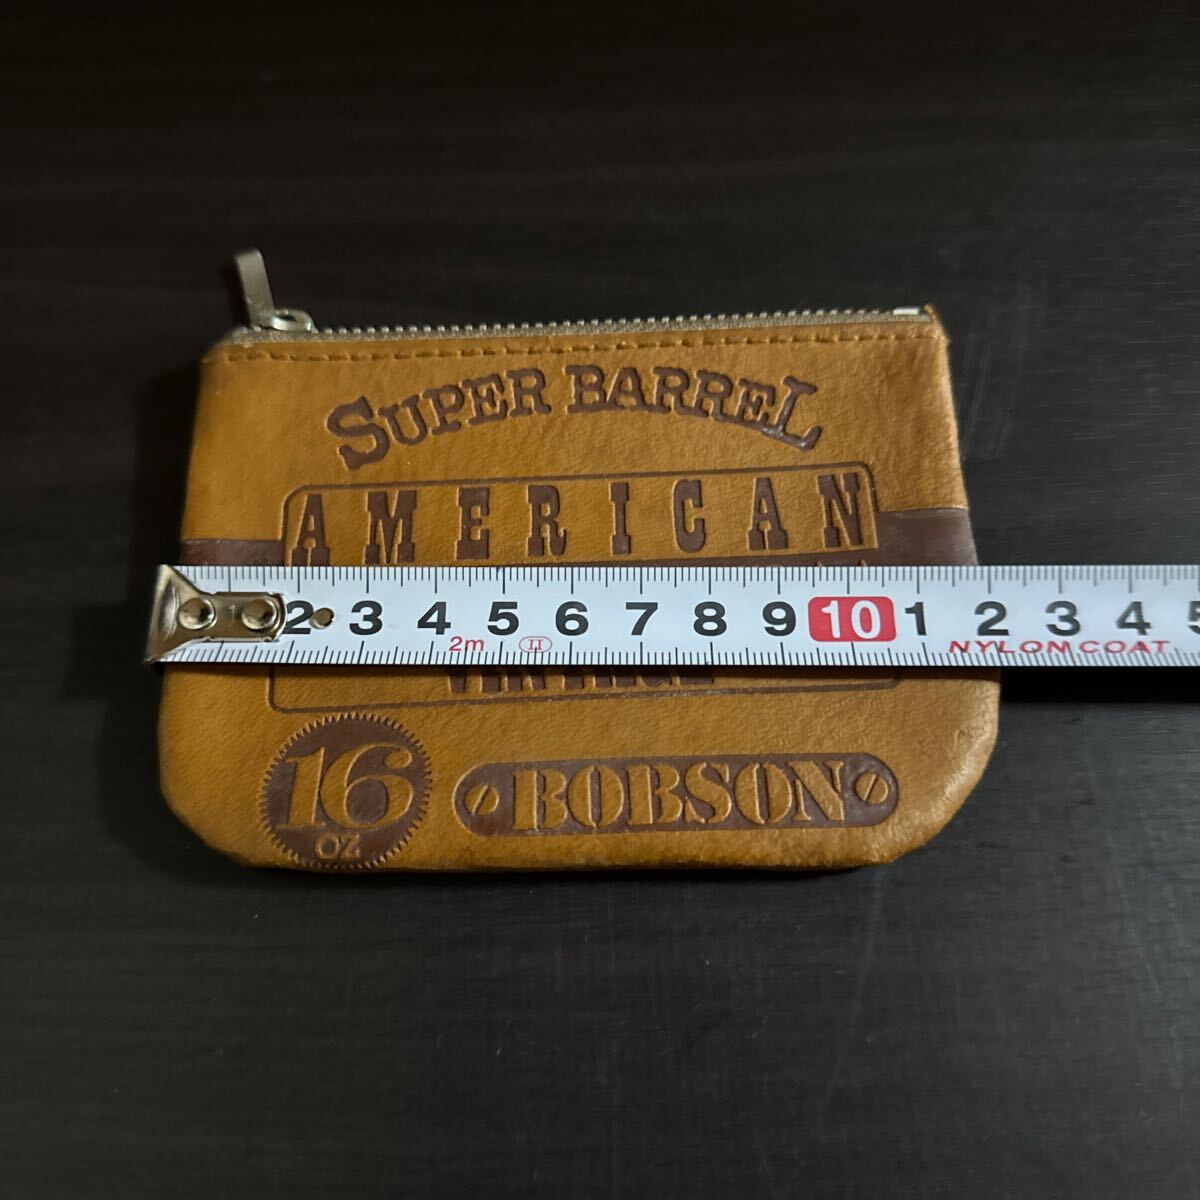 SUPER BARREL
AMERICAN
2 3 4 5 6 7 8 9 10 1 2 3 4 5
2m II NYLON COAT
16
OZ
BOBSON